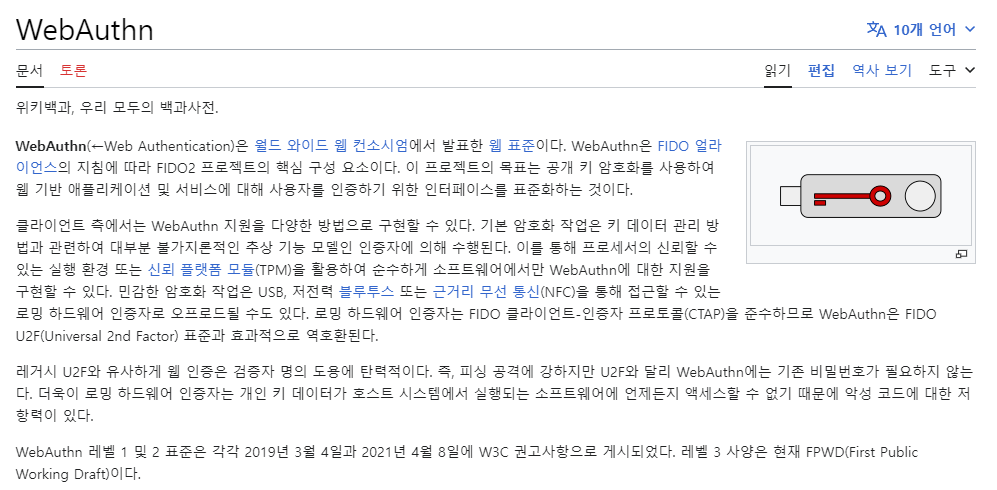 WebAuthn
10개 언어
문서 토론 읽기 편집 역사 보기 도구
위키백과, 우리 모두의 백과사전.
WebAuthn(←Web Authentication)은 월드 와이드 웹 컨소시엄에서 발표한 웹 표준이다. WebAuthn은 FIDO 얼라
이언스의 지침에 따라 FIDO2 프로젝트의 핵심 구성 요소이다. 이 프로젝트의 목표는 공개 키 암호화를 사용하여
웹 기반 애플리케이션 및 서비스에 대해 사용자를 인증하기 위한 인터페이스를 표준화하는 것이다.
클라이언트 측에서는 WebAuthn 지원을 다양한 방법으로 구현할 수 있다. 기본 암호화 작업은 키 데이터 관리 방
법과 관련하여 대부분 불가지론적인 추상 기능 모델인 인증자에 의해 수행된다. 이를 통해 프로세서의 신뢰할 수
있는 실행 환경 또는 신뢰 플랫폼 모듈(TPM)을 활용하여 순수하게 소프트웨어에서만 WebAuthn에 대한 지원을
구현할 수 있다. 민감한 암호화 작업은 USB, 저전력 블루투스 또는 근거리 무선 통신(NFC)을 통해 접근할 수 있는
로밍 하드웨어 인증자로 오프로드될 수도 있다. 로밍 하드웨어 인증자는 FIDO 클라이언트-인증자 프로토콜(CTAP)을 준수하므로 WebAuthn은 FIDO
U2F(Universal 2nd Factor) 표준과 효과적으로 역호환된다.
레거시 U2F와 유사하게 웹 인증은 검증자 명의 도용에 탄력적이다. 즉, 피싱 공격에 강하지만 U2F와 달리 WebAuthn에는 기존 비밀번호가 필요하지 않는
다. 더욱이 로밍 하드웨어 인증자는 개인 키 데이터가 호스트 시스템에서 실행되는 소프트웨어에 언제든지 액세스할 수 없기 때문에 악성 코드에 대한 저
항력이 있다.
WebAuthn 레벨 1 및 2 표준은 각각 2019년 3월 4일과 2021년 4월 8일에 W3C 권고사항으로 게시되었다. 레벨 3 사양은 현재 FPWD(First Public
Working Draft)이다.